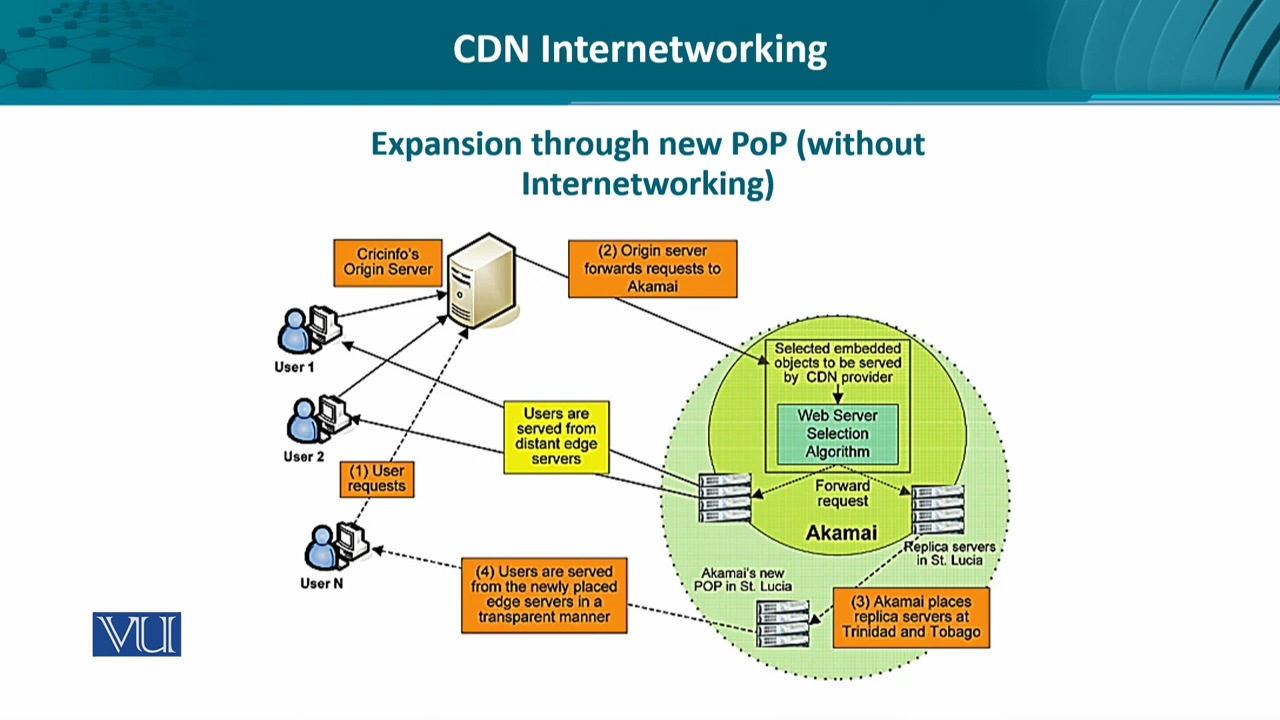 CDN Internetworking
Expansion through new PoP (without
Internetworking)
Cricinfo's
Origin Server
(2) Origin server
forwards requests to
Akamai
User 1
Selected embedded
objects to be served
by CDN provider
Web Server
Selection
Algorithm
Users are
served from
distant edge
servers
User 2
(1) User
requests
Forward
request
Akamai
Replica servers
in St. Lucia
User N
(4) Users are served
from the newly placed
edge servers in a
transparent manner
Akamai's new
POP in St. Lucia
(3) Akamai places
replica servers at
Trinidad and Tobago
VU